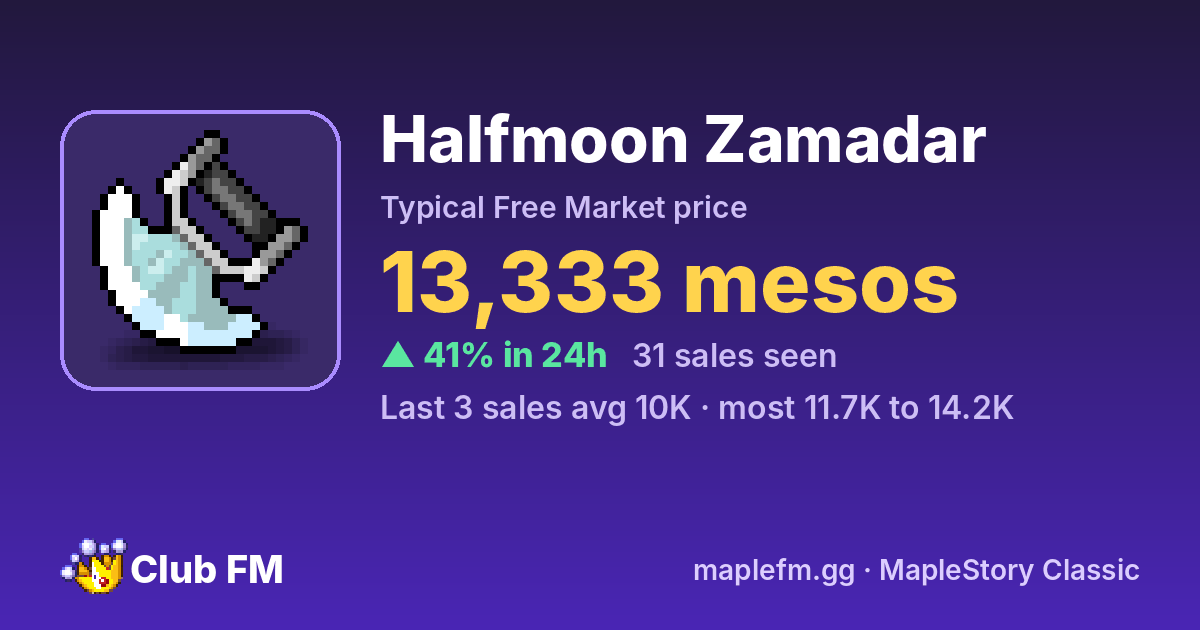 Halfmoon Zamadar
Typical Free Market price
13,333 mesos
▲ 41% in 24h 31 sales seen
Last 3 sales avg 10K · most 11.7K to 14.2K
Club FM
maplefm.gg · MapleStory Classic